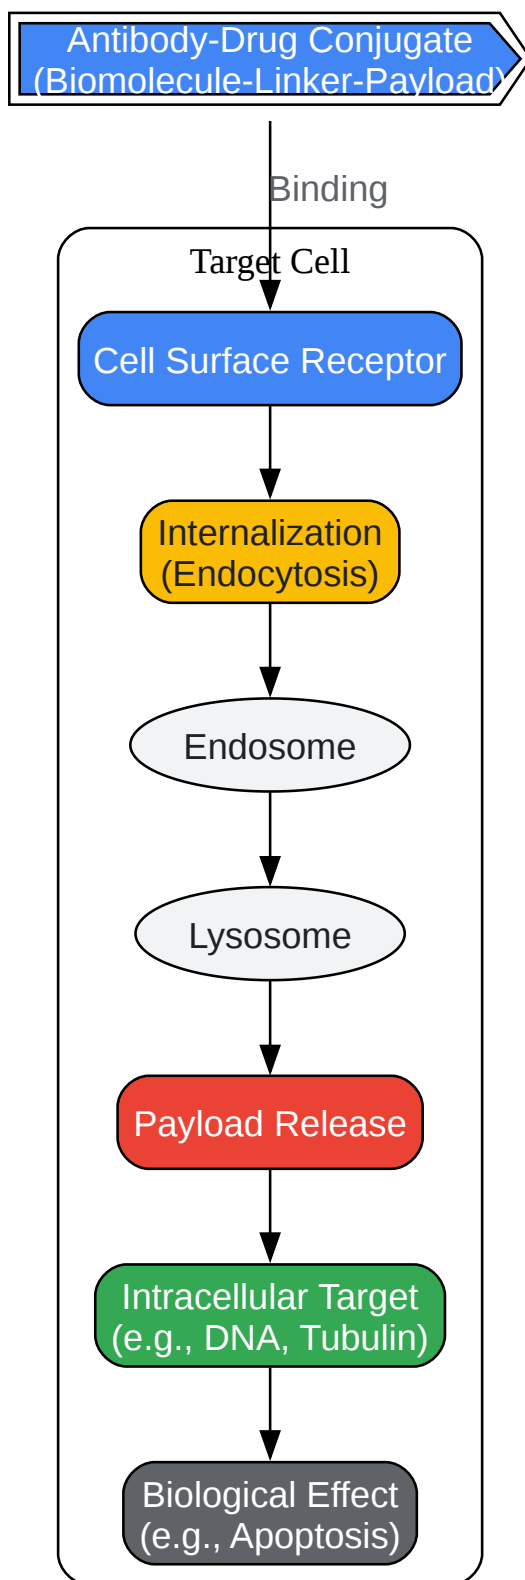 Antibody-Drug Conjugate
(Biomolecule-Linker-Payload)
Binding
Target Cell
Cell Surface Receptor
Internalization
(Endocytosis)
Endosome
Lysosome
Payload Release
Intracellular Target
(e.g., DNA, Tubulin)
Biological Effect
(e.g., Apoptosis)